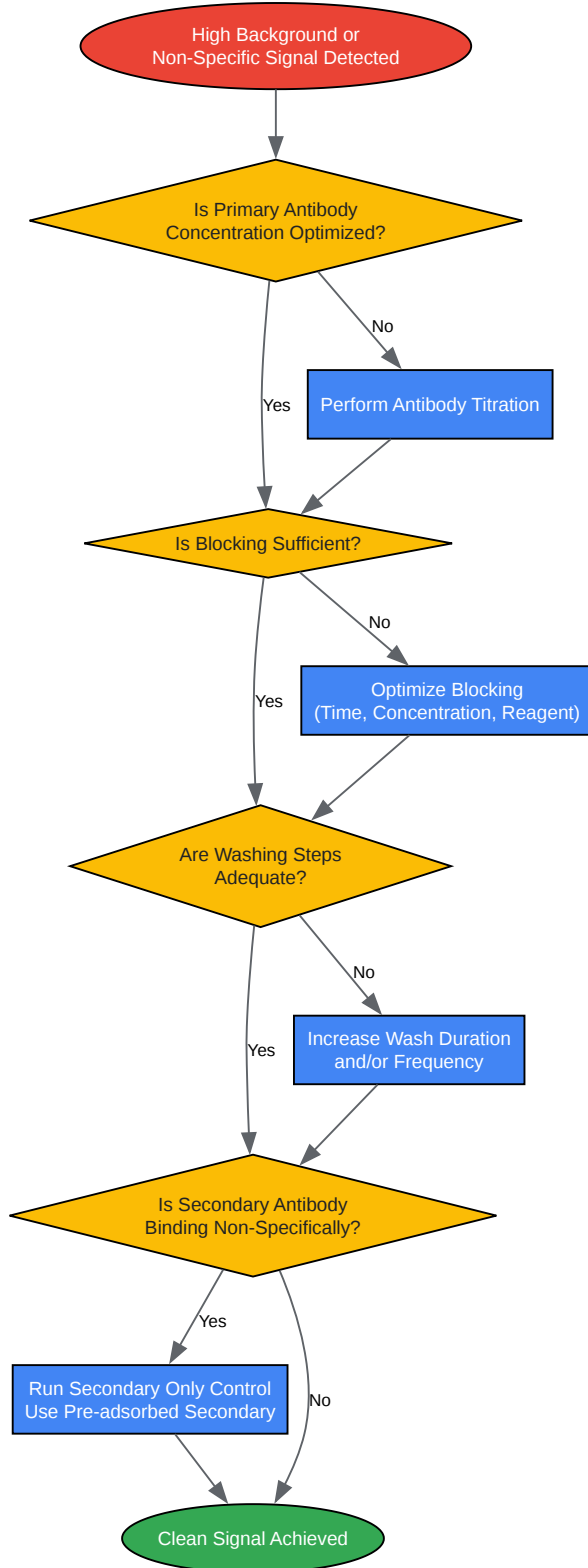 High Background or
Non-Specific Signal Detected
Is Primary Antibody
Concentration Optimized?
No
Perform Antibody Titration
Yes
Is Blocking Sufficient?
No
Optimize Blocking
(Time, Concentration, Reagent)
Yes
Are Washing Steps
Adequate?
No
Increase Wash Duration
and/or Frequency
Yes
Is Secondary Antibody
Binding Non-Specifically?
Yes
Run Secondary Only Control
Use Pre-adsorbed Secondary
No
Clean Signal Achieved